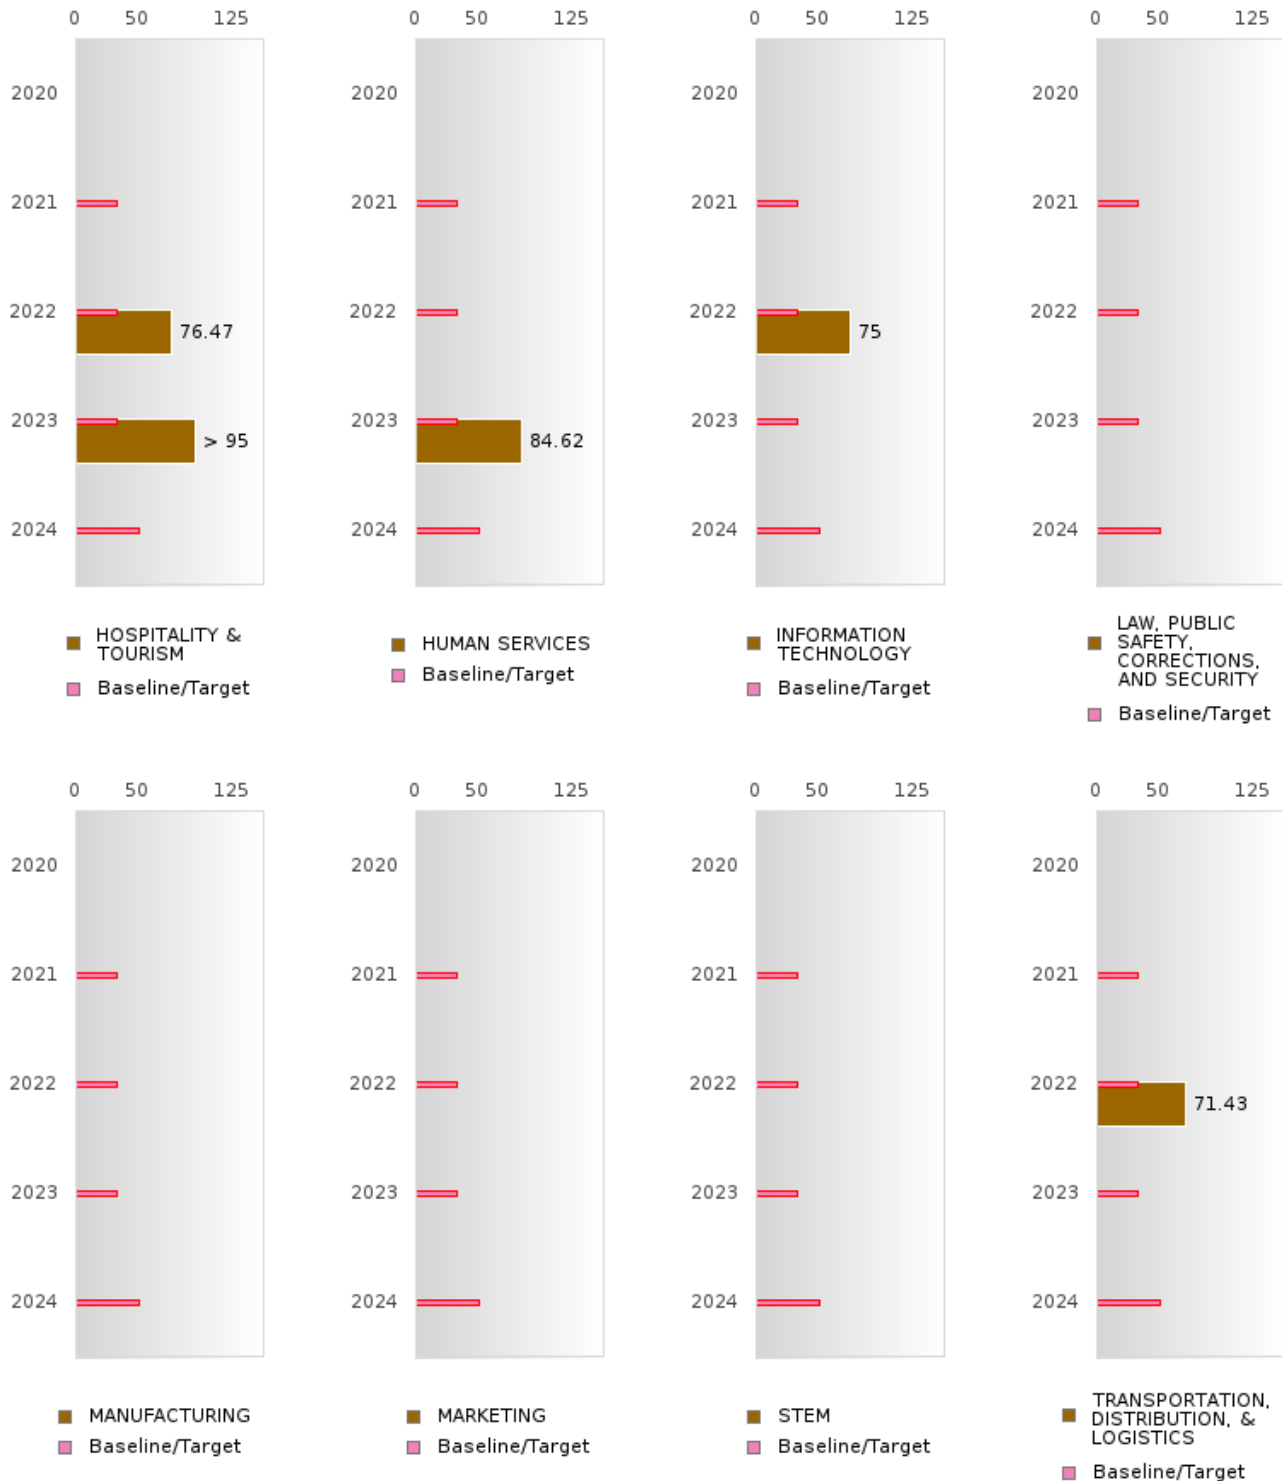 0 50 125
2020
2021
2022
76.47
2023
> 95
2024
HOSPITALITY &
TOURISM
Baseline/Target
0 50 125
2020
2021
2022
2023
84.62
2024
HUMAN SERVICES
Baseline/Target
0 50 125
2020
2021
2022
75
2023
2024
INFORMATION
TECHNOLOGY
Baseline/Target
0 50 125
2020
2021
2022
2023
2024
LAW, PUBLIC
SAFETY,
CORRECTIONS,
AND SECURITY
Baseline/Target
0 50 125
2020
2021
2022
2023
2024
MANUFACTURING
Baseline/Target
0 50 125
2020
2021
2022
2023
2024
MARKETING
Baseline/Target
0 50 125
2020
2021
2022
2023
2024
STEM
Baseline/Target
0 50 125
2020
2021
2022
71.43
2023
2024
TRANSPORTATION,
DISTRIBUTION, &
LOGISTICS
Baseline/Target